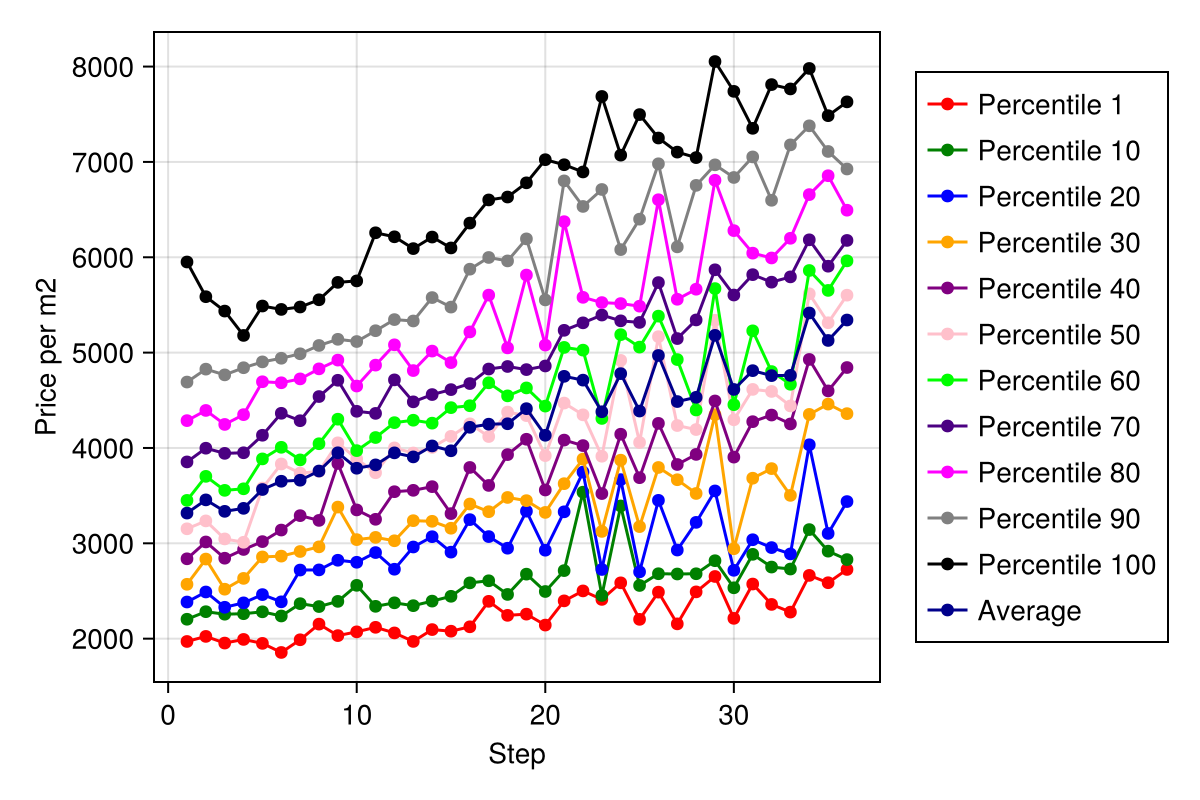 8000
7000
6000
5000
4000
3000
2000
0
10
20
30
Price per m2
Step
Percentile 1
Percentile 10
Percentile 20
Percentile 30
Percentile 40
Percentile 50
Percentile 60
Percentile 70
Percentile 80
Percentile 90
Percentile 100
Average